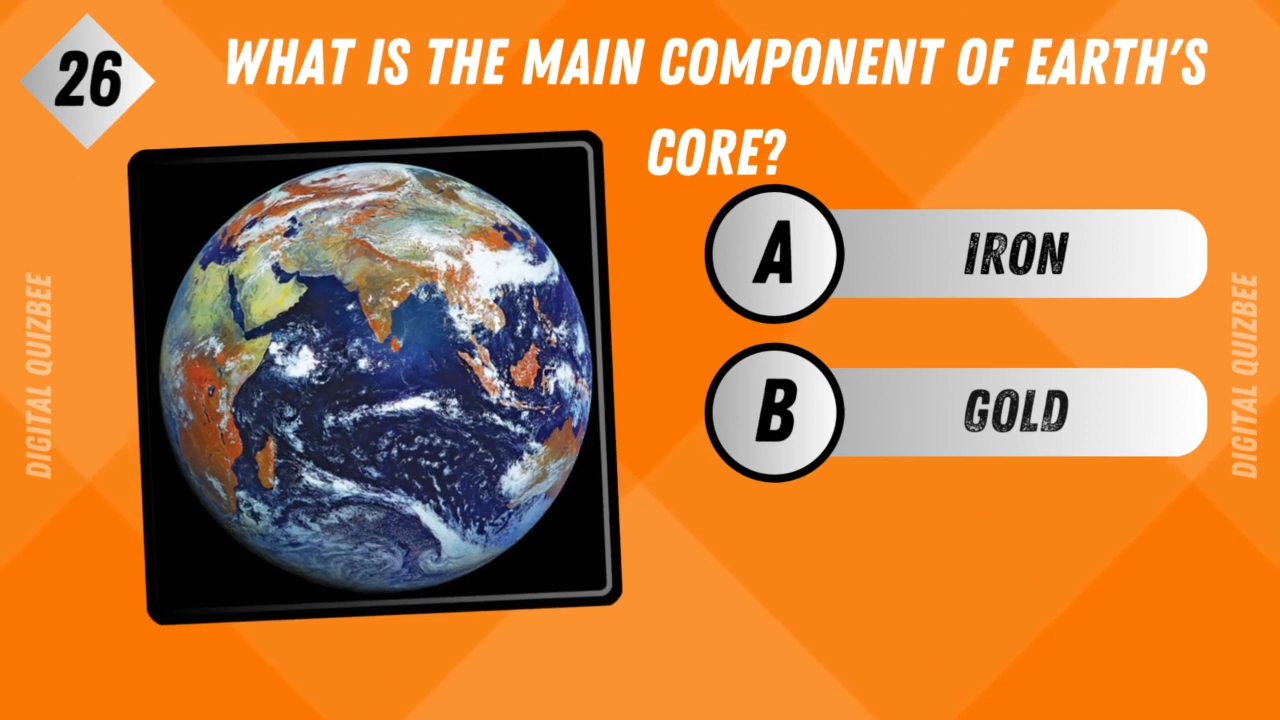 26
WHAT IS THE MAIN COMPONENT OF EARTH'S
CORE?
A
IRON
B
GOLD
DIGITAL QUIZBEE
DIGITAL QUIZBEE